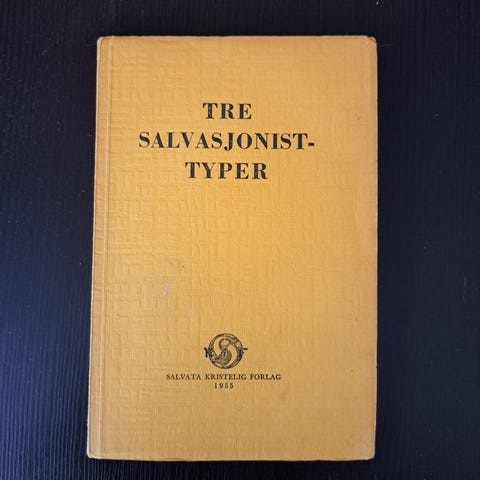 TRE
SALVASJONIST-
TYPER
SALVATA KRISTELIG FORLAG
1955